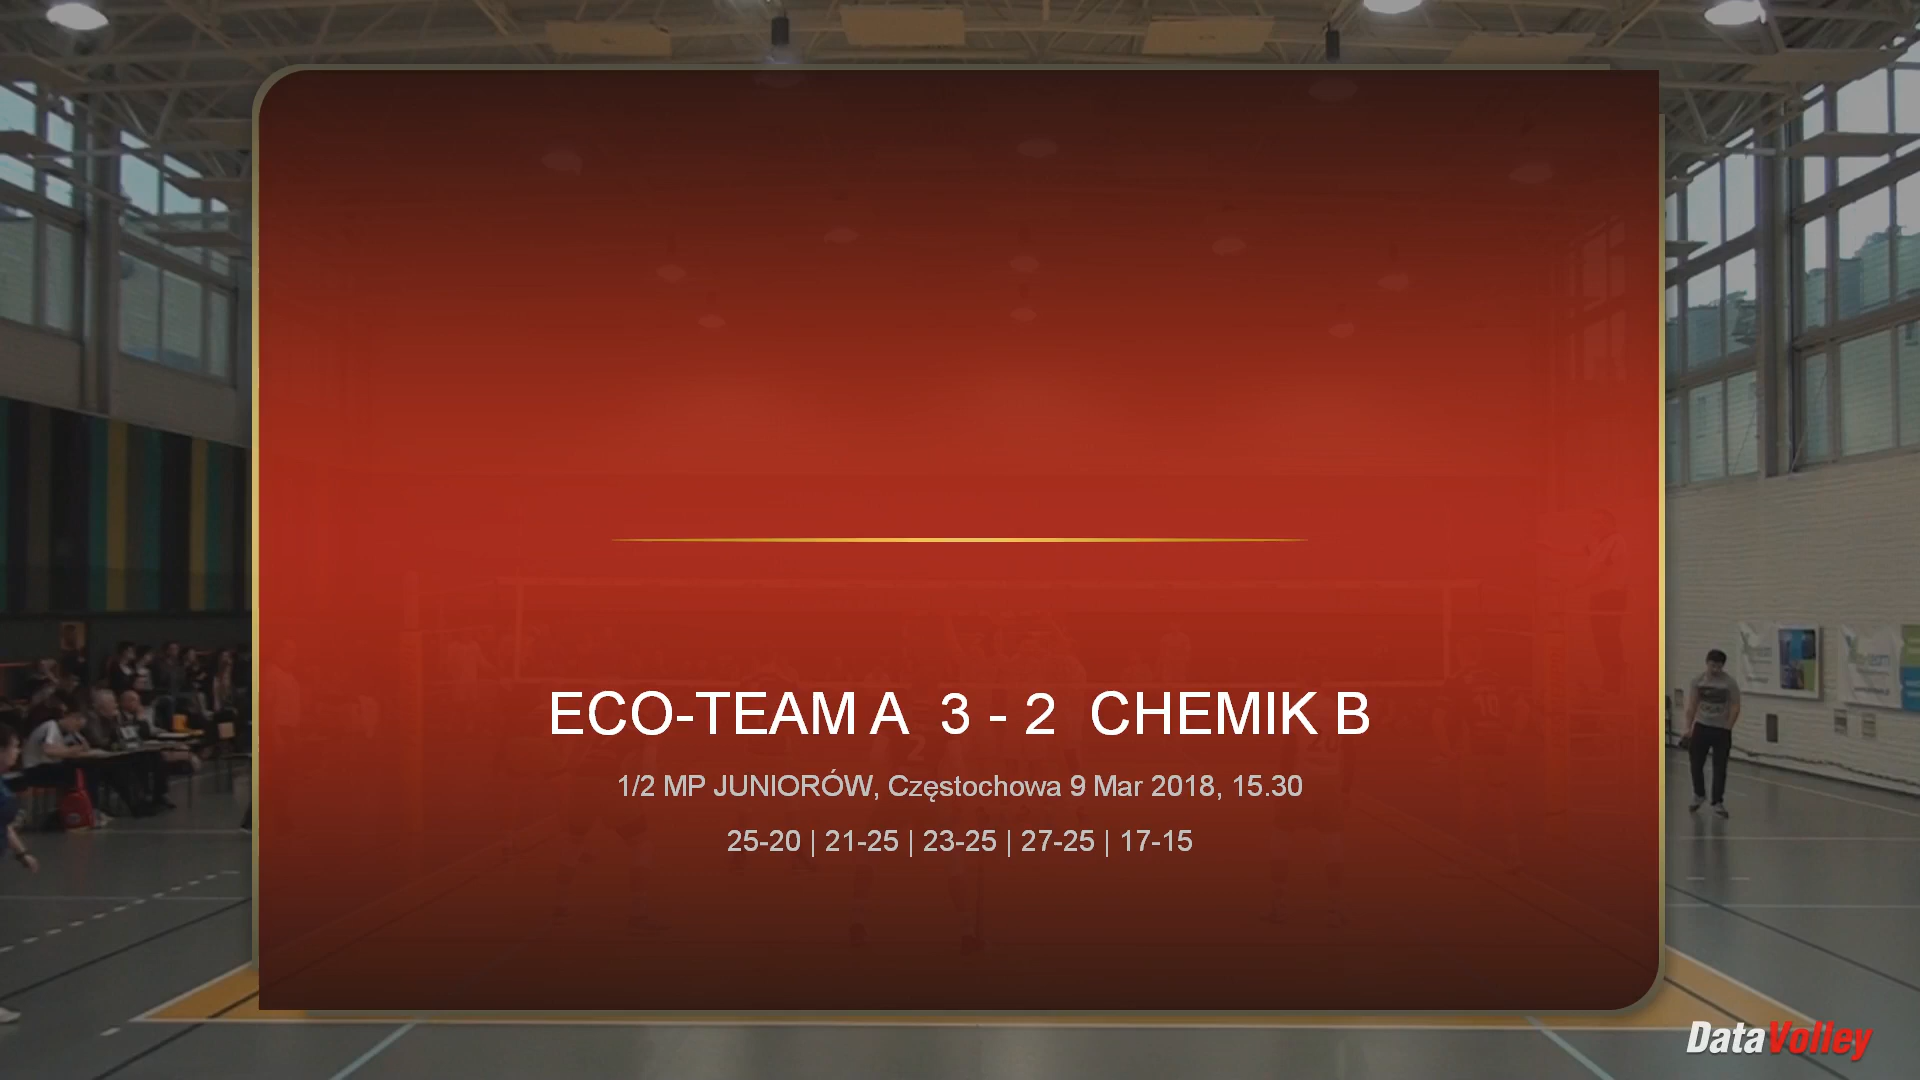 ECO-TEAM A 3 - 2 CHEMIK B
1/2 MP JUNIORÓW, Częstochowa 9 Mar 2018, 15.30
25-20 | 21-25 | 23-25 | 27-25 | 17-15
DataVolley